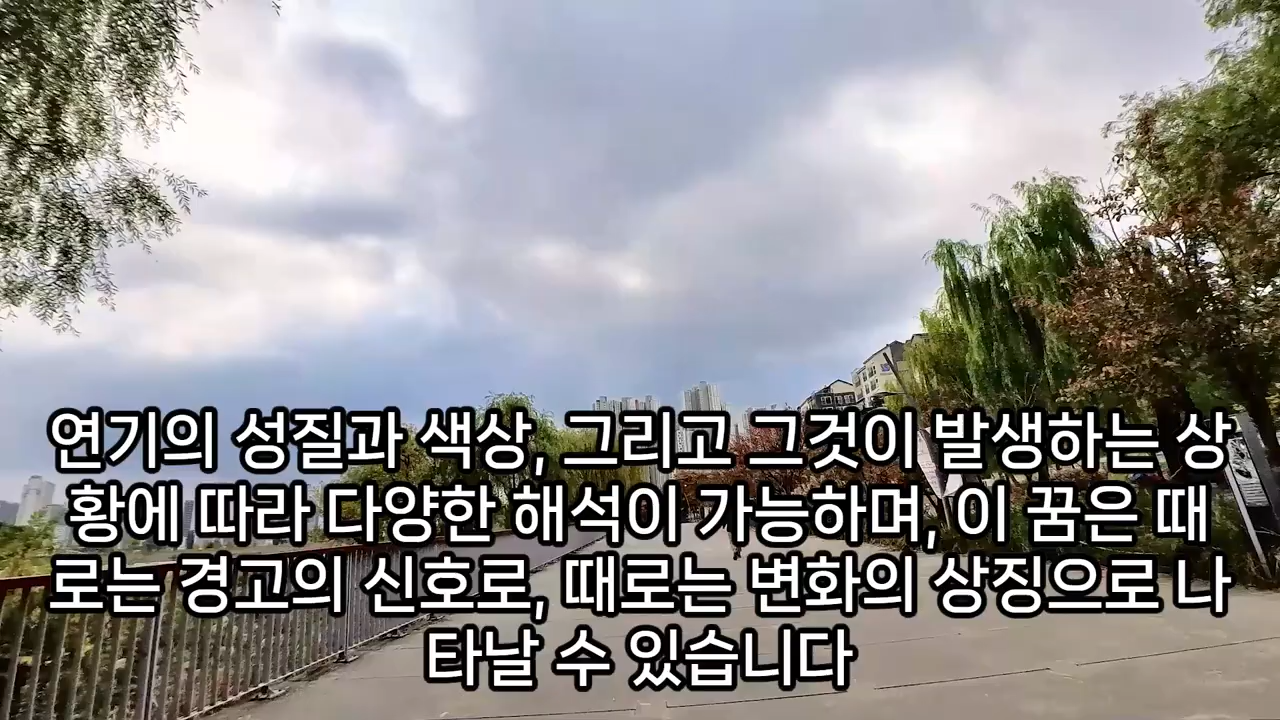 연기의 성질과 색상, 그리고 그것이 발생하는 상
황에 따라 다양한 해석이 가능하며, 이 꿈은 때
로는 경고의 신호로, 때로는 변화의 상징으로 나
타날 수 있습니다